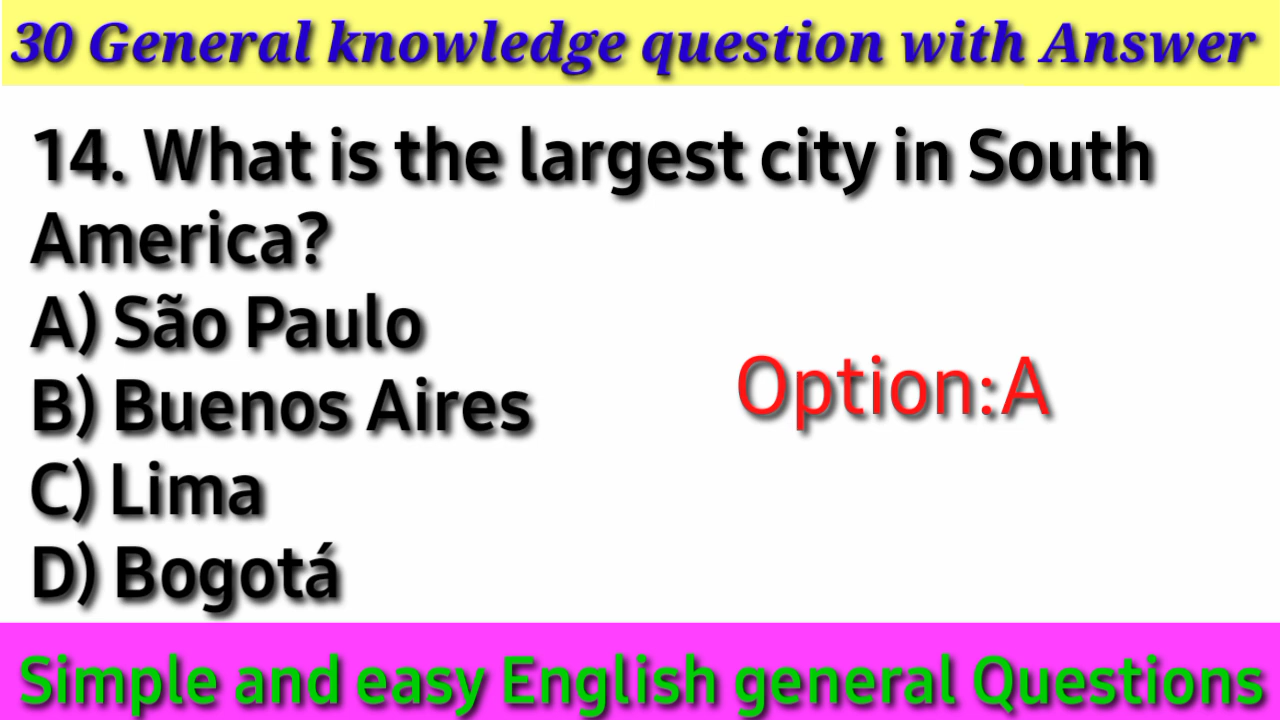 30 General knowledge question with Answer
14. What is the largest city in South
America?
A) São Paulo
B) Buenos Aires
Option:A
C) Lima
D) Bogotá
Simple and easy English general Questions